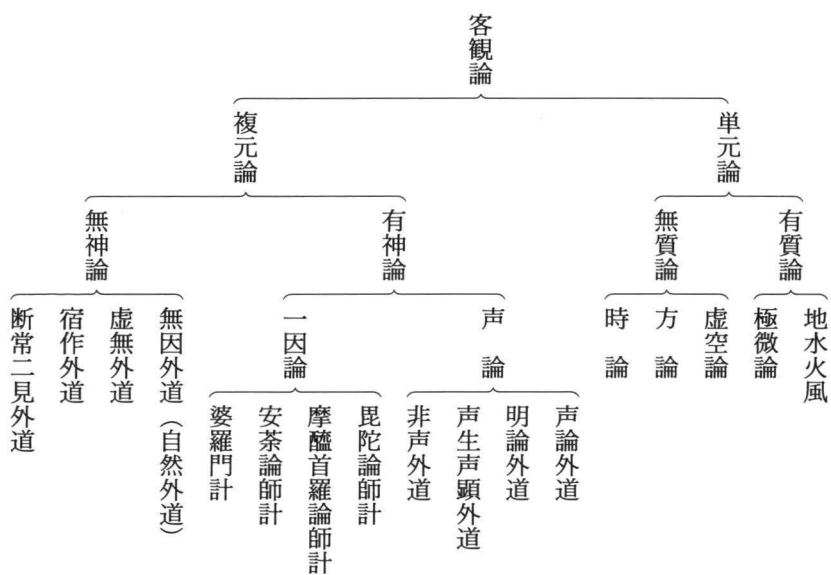 客観論
単元論
複元論
有質論
無質論
有神論
無神論
地水火風
極微論
虚空論
方論
時論
声論
一因論
無因外道（自然外道）
虚無外道
宿作外道
断常二見外道
声論外道
明論外道
声生声顕外道
非声外道
毘陀論師計
摩醯首羅論師計
安荼論師計
婆羅門計